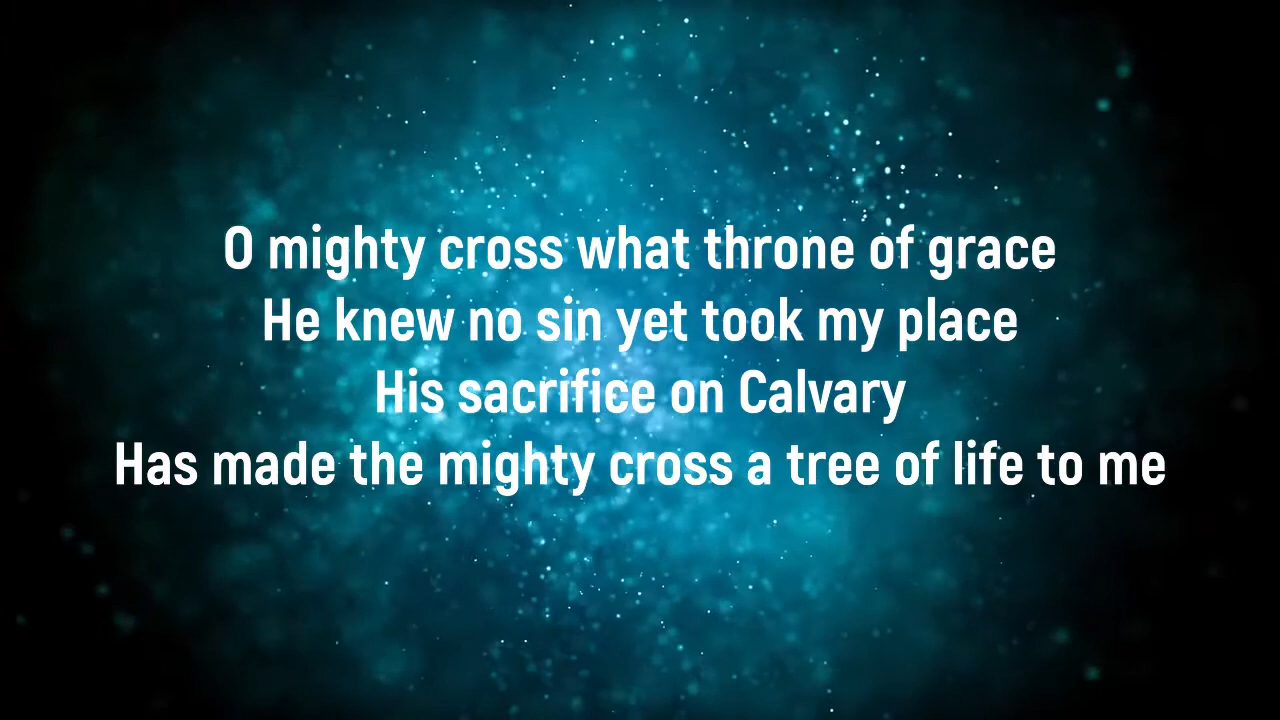 O mighty cross what throne of grace
He knew no sin yet took my place
His sacrifice on Calvary
Has made the mighty cross a tree of life to me